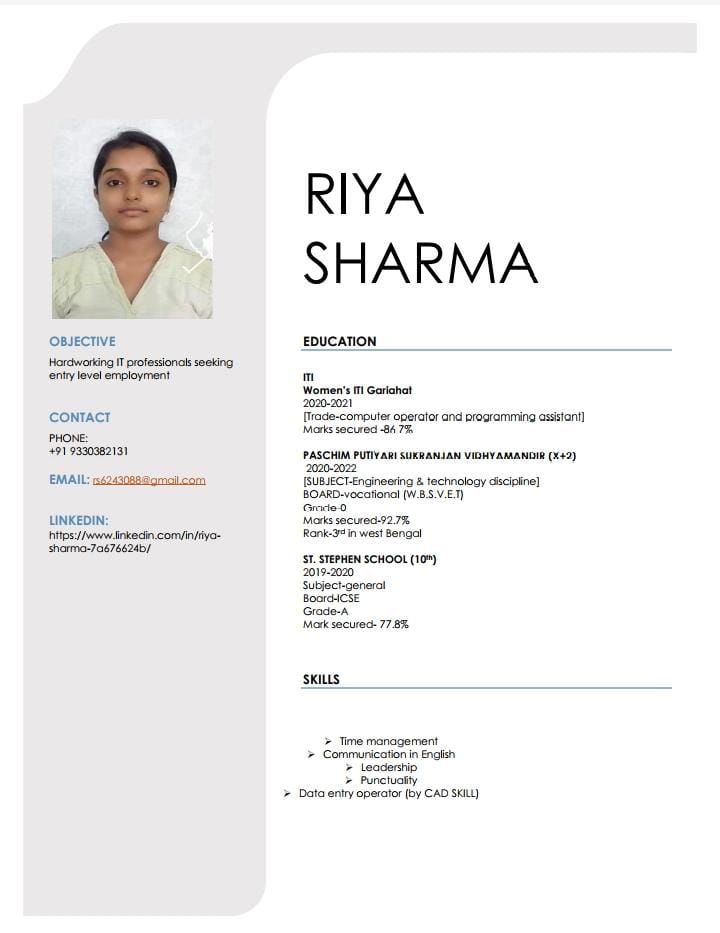 RIYA
SHARMA
OBJECTIVE
Hardworking IT professionals seeking
entry level employment
CONTACT
PHONE:
+91 9330382131
EMAIL: rs6243088@gmail.com
LINKEDIN:
https://www.linkedin.com/in/riya-
sharma-7a676624b/
EDUCATION
ITI
Women's ITI Gariahat
2020-2021
[Trade-computer operator and programming assistant]
Marks secured -86 7%
PASCHIM PUTIYARI SUKRANJAN VIDHYAMANDIR (X+2)
2020-2022
[SUBJECT-Engineering & technology discipline]
BOARD-vocational (W.B.S.V.E.T)
Grade-0
Marks secured-92.7%
Rank-3rd in west Bengal
ST. STEPHEN SCHOOL (10th)
2019-2020
Subject-general
Board-ICSE
Grade-A
Mark secured- 77.8%
SKILLS
➢ Time management
➢ Communication in English
➢ Leadership
➢ Punctuality
➢ Data entry operator (by CAD SKILL)